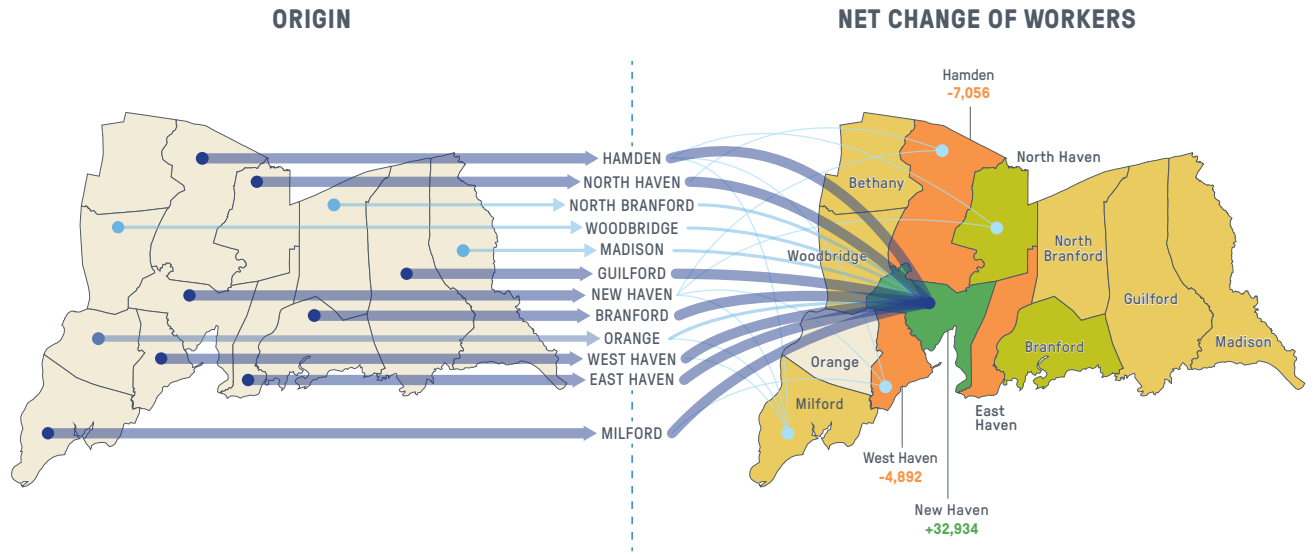 ORIGIN
NET CHANGE OF WORKERS
HAMDEN
NORTH HAVEN
NORTH BRANFORD
WOODBRIDGE
MADISON
GUILFORD
NEW HAVEN
BRANFORD
ORANGE
WEST HAVEN
EAST HAVEN
MILFORD
Hamden
-7,056
North Haven
Bethany
Woodbridge
North
Branford
Guilford
Madison
Branford
Orange
Milford
East
Haven
West Haven
-4,892
New Haven
+32,934